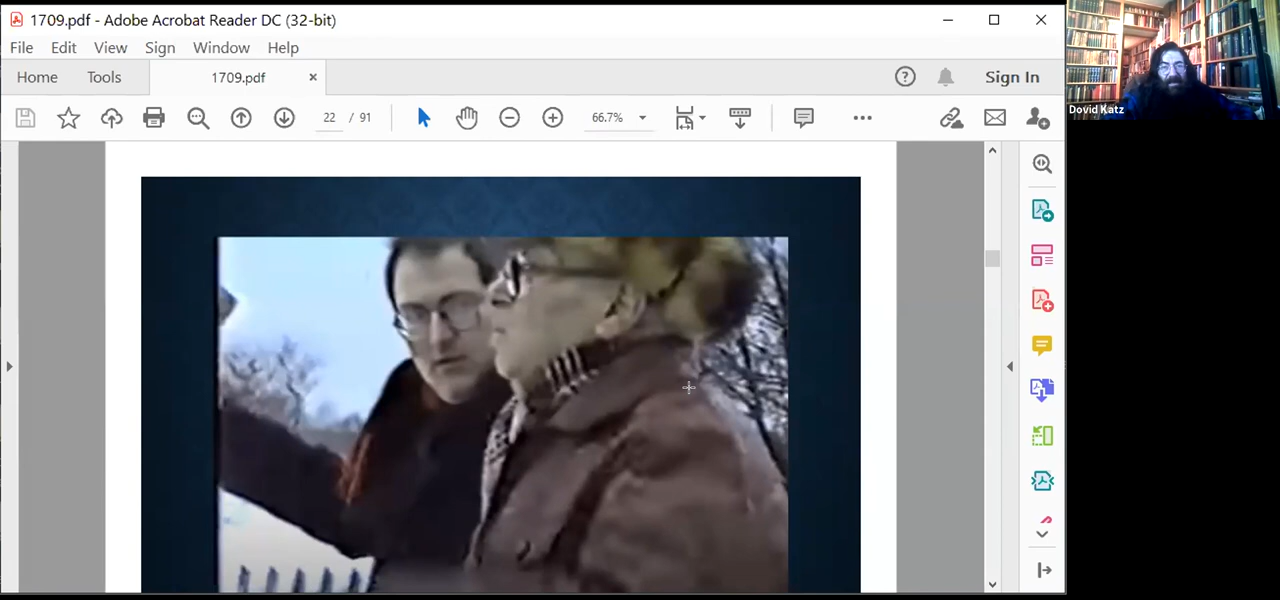 1709.pdf - Adobe Acrobat Reader DC (32-bit)
File Edit View Sign Window Help
Home Tools 1709.pdf Sign In
22 / 91 66.7%
Dovid Katz